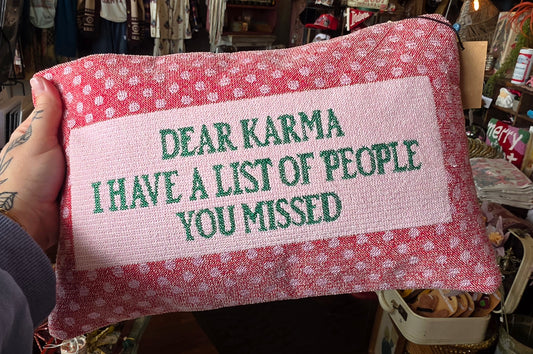 DEAR KARMA
I HAVE A LIST OF PEOPLE
YOU MISSED